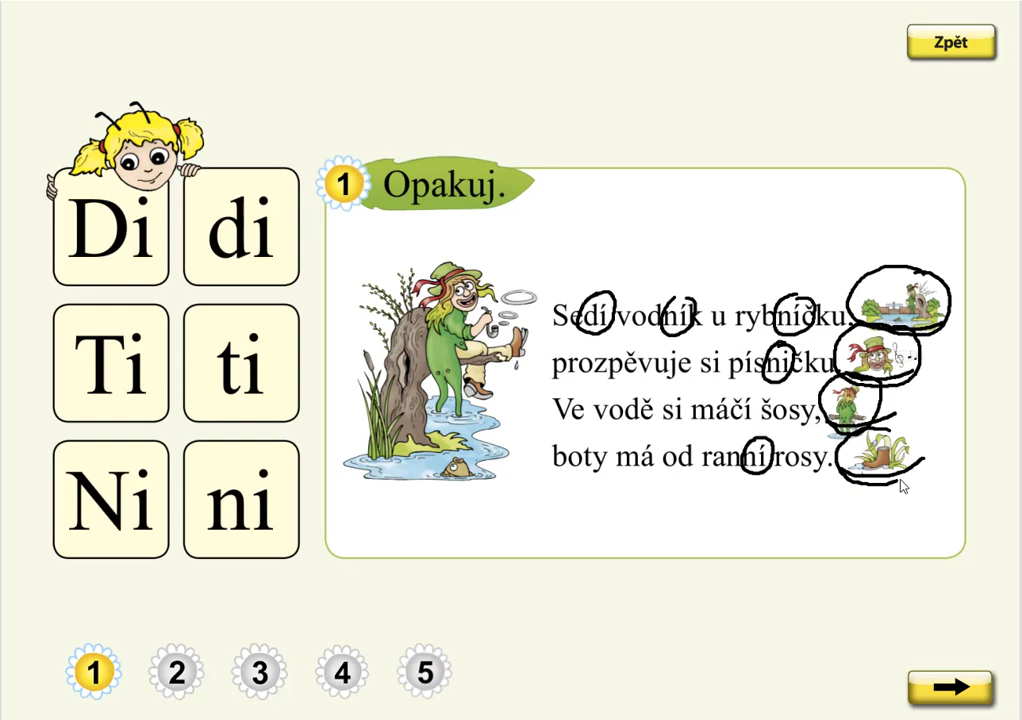 Zpět
1 Opakuj.
Di di
Ti ti
Ni ni
Sedí vodník u rybníčku,
prozpěvuje si písničku.
Ve vodě si máčí šosy,
boty má od ranní rosy.
1 2 3 4 5